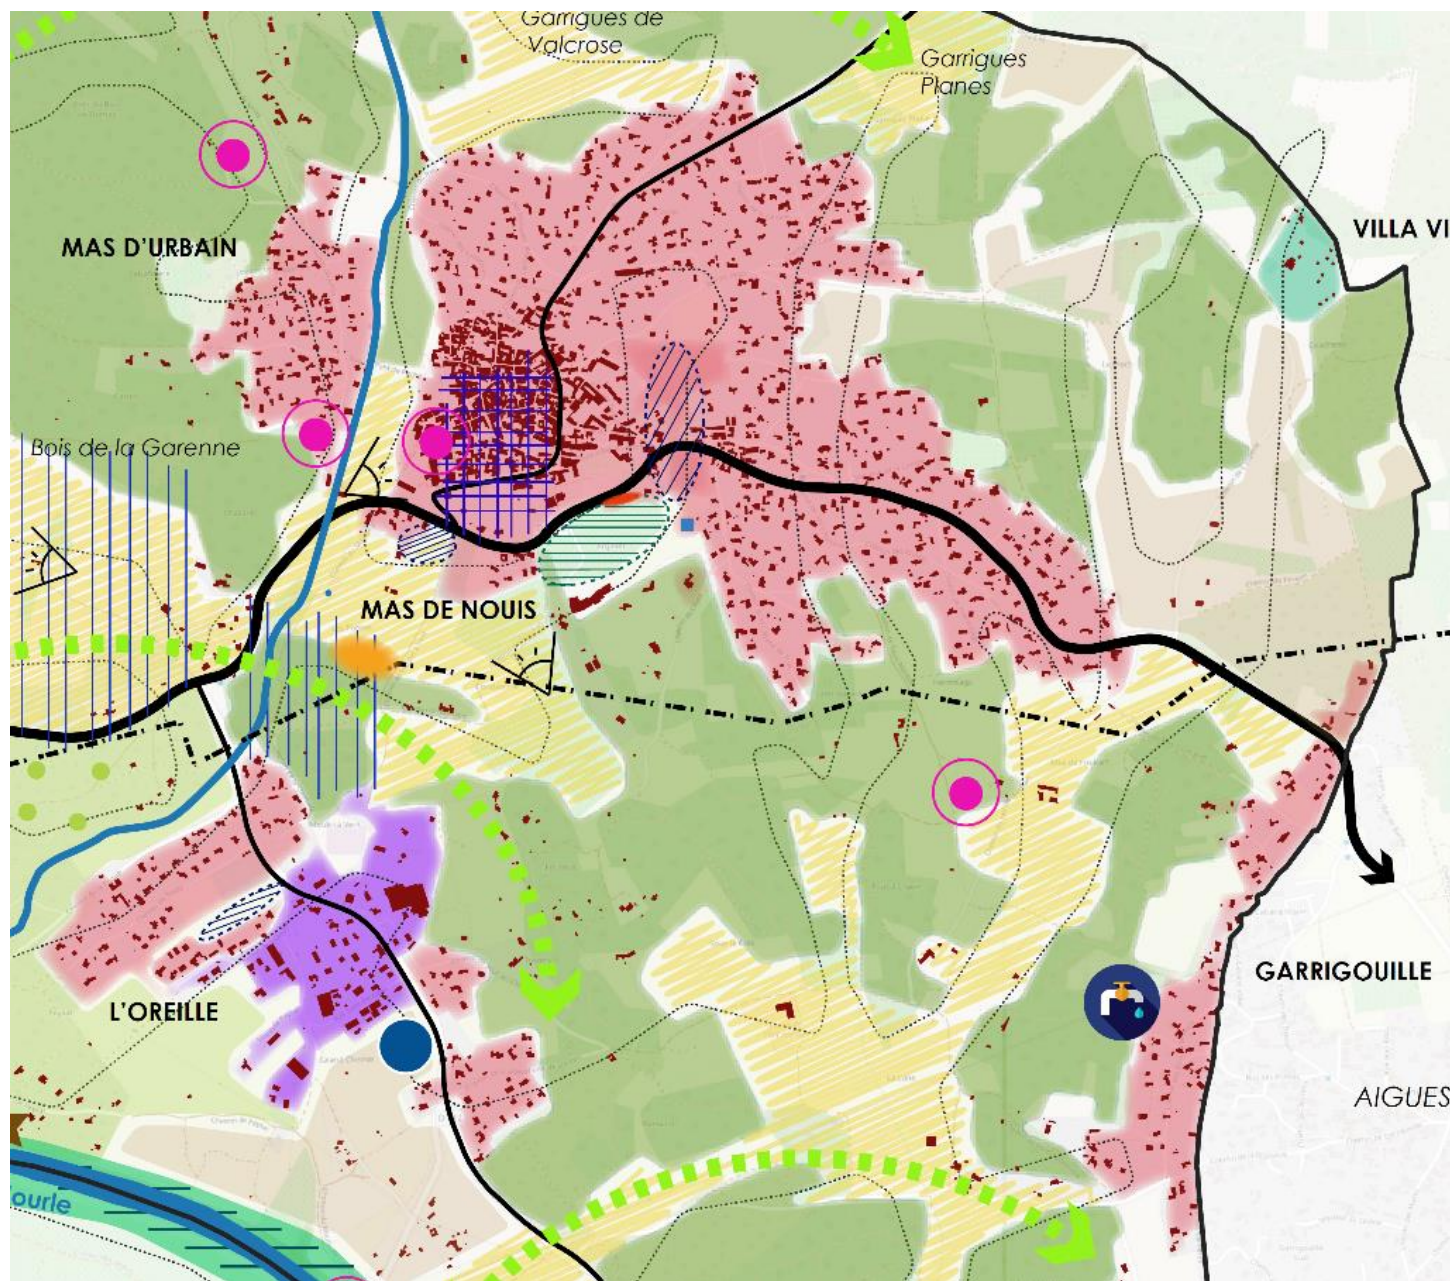 Garrigues de
Valcrose
Garrigues
Planes
MAS D'URBAIN
VILLA VI
Bois de la Garenne
MAS DE NOUIS
GARRIGOUILLE
L'OREILLE
AIGUES
ourle